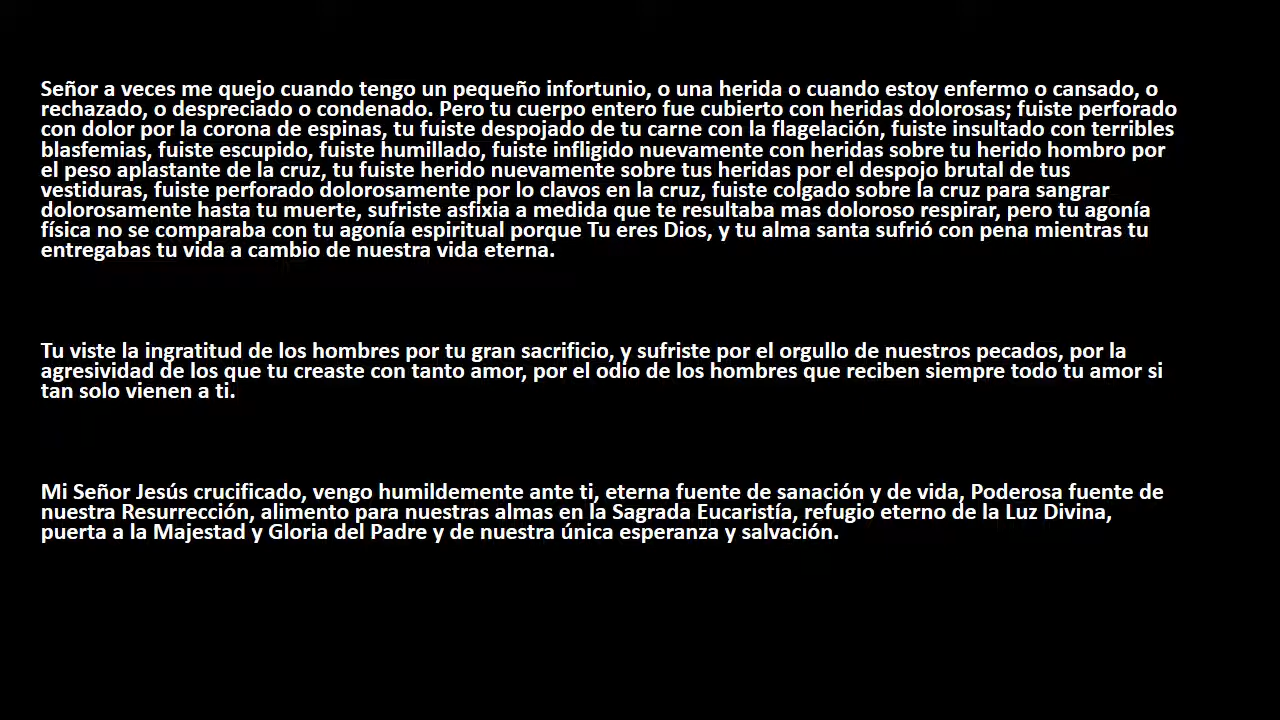 Señor a veces me quejo cuando tengo un pequeño infortunio, o una herida o cuando estoy enfermo o cansado, o
rechazado, o despreciado o condenado. Pero tu cuerpo entero fue cubierto con heridas dolorosas; fuiste perforado
con dolor por la corona de espinas, tu fuiste despojado de tu carne con la flagelación, fuiste insultado con terribles
blasfemias, fuiste escupido, fuiste humillado, fuiste infligido nuevamente con heridas sobre tu herido hombro por
el peso aplastante de la cruz, tu fuiste herido nuevamente sobre tus heridas por el despojo brutal de tus
vestiduras, fuiste perforado dolorosamente por lo clavos en la cruz, fuiste colgado sobre la cruz para sangrar
dolorosamente hasta tu muerte, sufriste asfixia a medida que te resultaba mas doloroso respirar, pero tu agonía
física no se comparaba con tu agonía espiritual porque Tu eres Dios, y tu alma santa sufrió con pena mientras tu
entregabas tu vida a cambio de nuestra vida eterna.
Tu viste la ingratitud de los hombres por tu gran sacrificio, y sufriste por el orgullo de nuestros pecados, por la
agresividad de los que tu creaste con tanto amor, por el odio de los hombres que reciben siempre todo tu amor si
tan solo vienen a ti.
Mi Señor Jesús crucificado, vengo humildemente ante ti, eterna fuente de sanación y de vida, Poderosa fuente de
nuestra Resurrección, alimento para nuestras almas en la Sagrada Eucaristía, refugio eterno de la Luz Divina,
puerta a la Majestad y Gloria del Padre y de nuestra única esperanza y salvación.